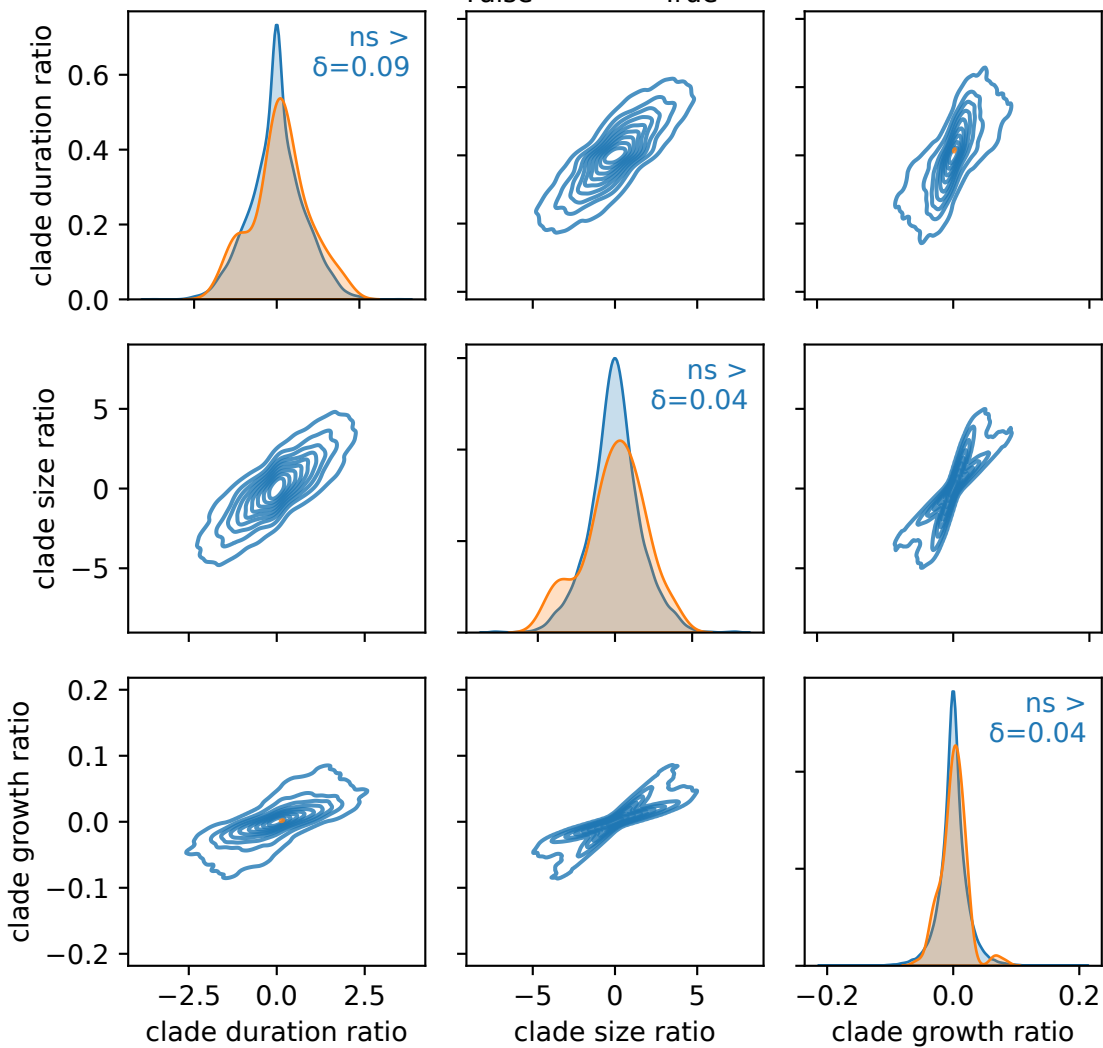 clade duration ratio
0.6
0.4
0.2
0.0
ns >
δ=0.09
clade size ratio
5
0
−5
ns >
δ=0.04
clade growth ratio
0.2
0.1
0.0
−0.1
−0.2
ns >
δ=0.04
−2.5 0.0 2.5
−5 0 5
−0.2 0.0 0.2
clade duration ratio
clade size ratio
clade growth ratio